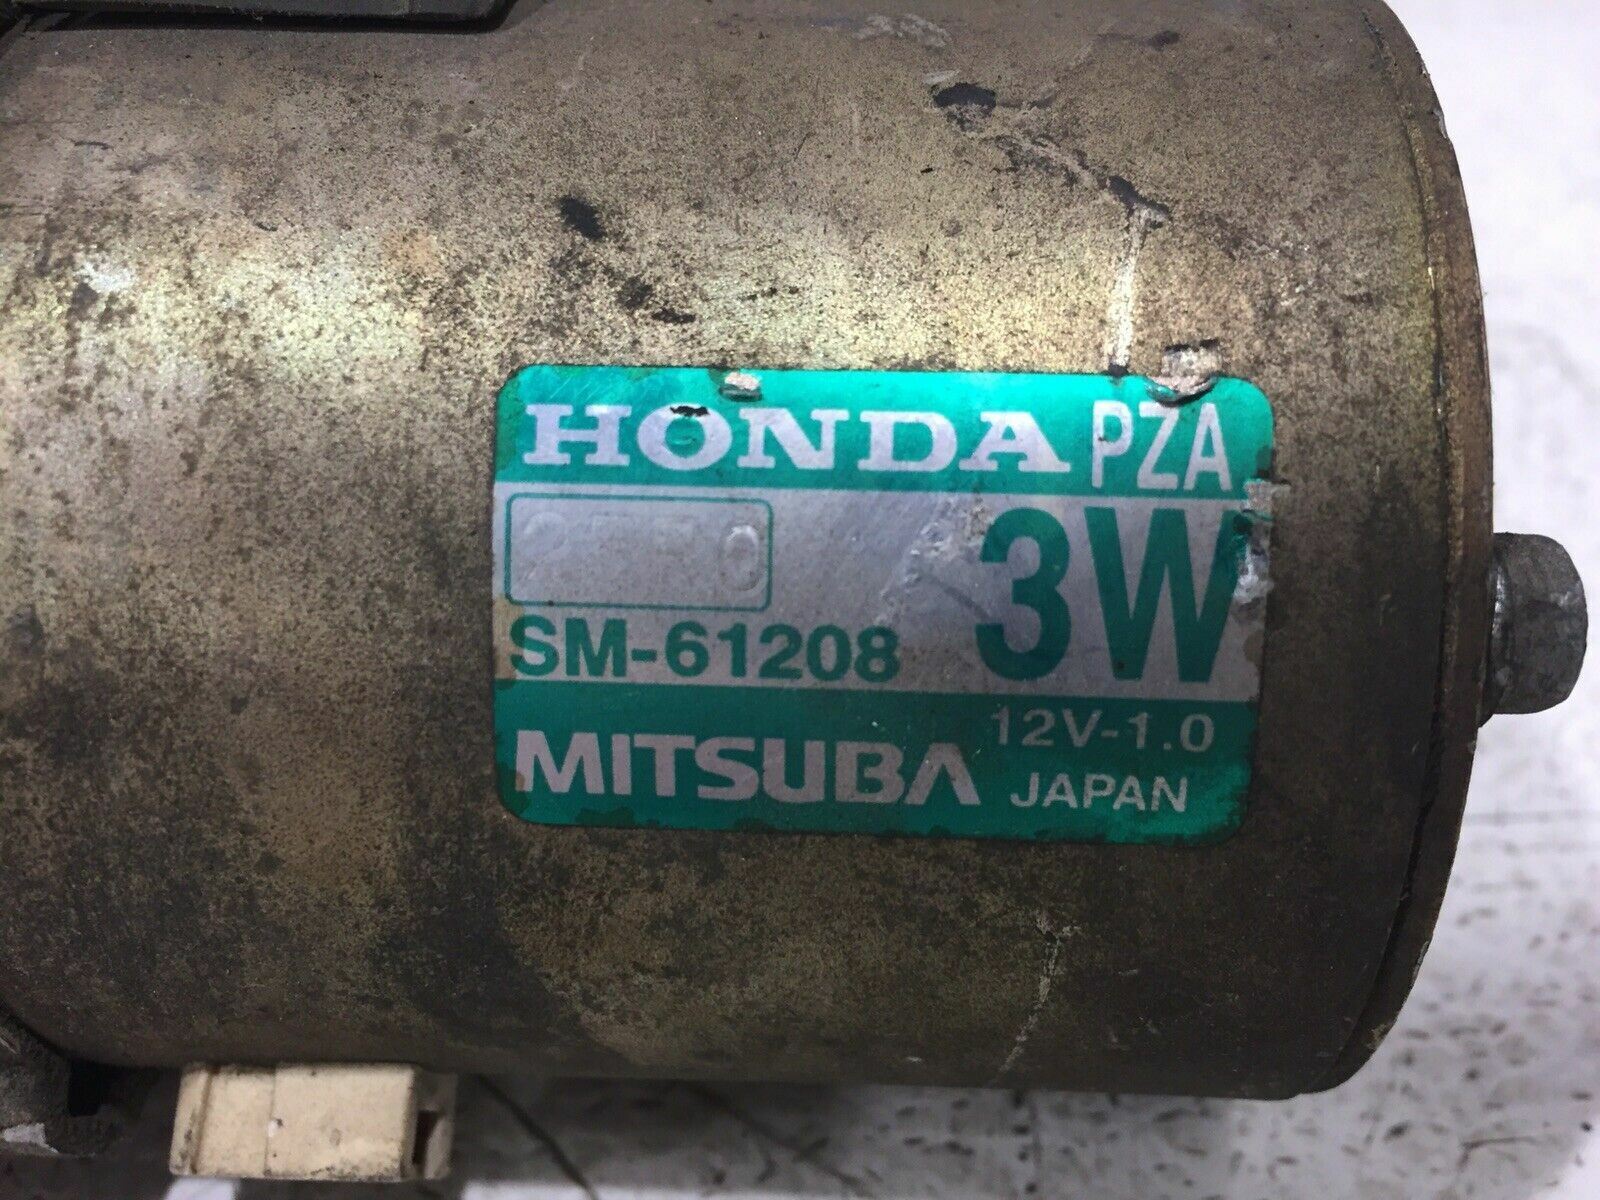 HONDA PZA
3W
SM-61208
12V-1.0
MITSUBA JAPAN